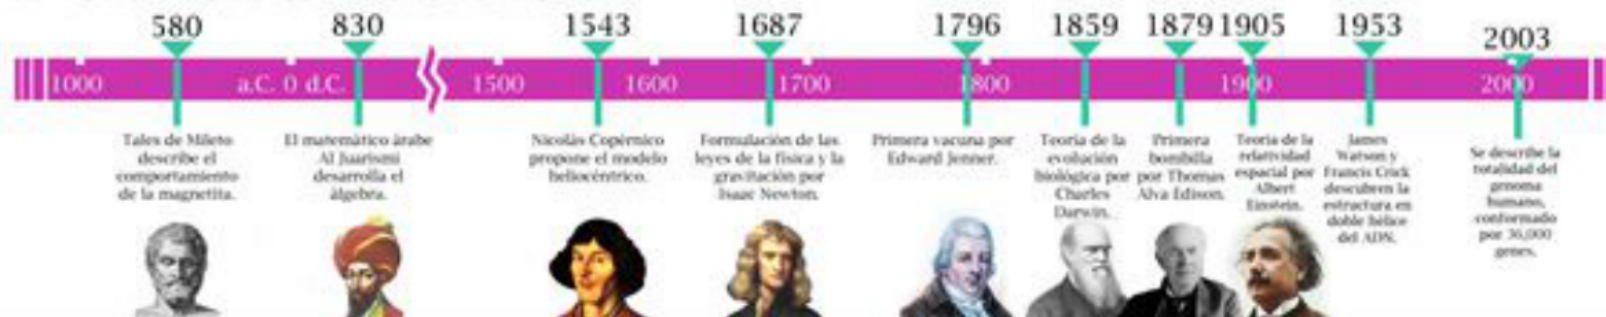 580
830
1543
1687
1796
1859
1879
1905
1953
2003
1000
a.C. 0 d.C.
1500
1600
1700
1800
1900
2000
Tales de Mileto
describe el
comportamiento
de la magnetita.
El matemático árabe
Al Juarismi
desarrolla el
álgebra.
Nicolás Copérnico
propone el modelo
heliocéntrico.
Formulación de las
leyes de la física y la
gravitación por
Isaac Newton.
Primera vacuna por
Edward Jenner.
Teoría de la
evolución
biológica por
Charles
Darwin.
Primera
bombilla
por Thomas
Alva Edison.
Teoría de la
relatividad
espacial por
Albert
Einstein.
James
Watson y
Francis Crick
descubren la
estructura en
doble hélice
del ADN.
Se describe la
totalidad del
genoma
humano,
conformado
por 36,000
genes.